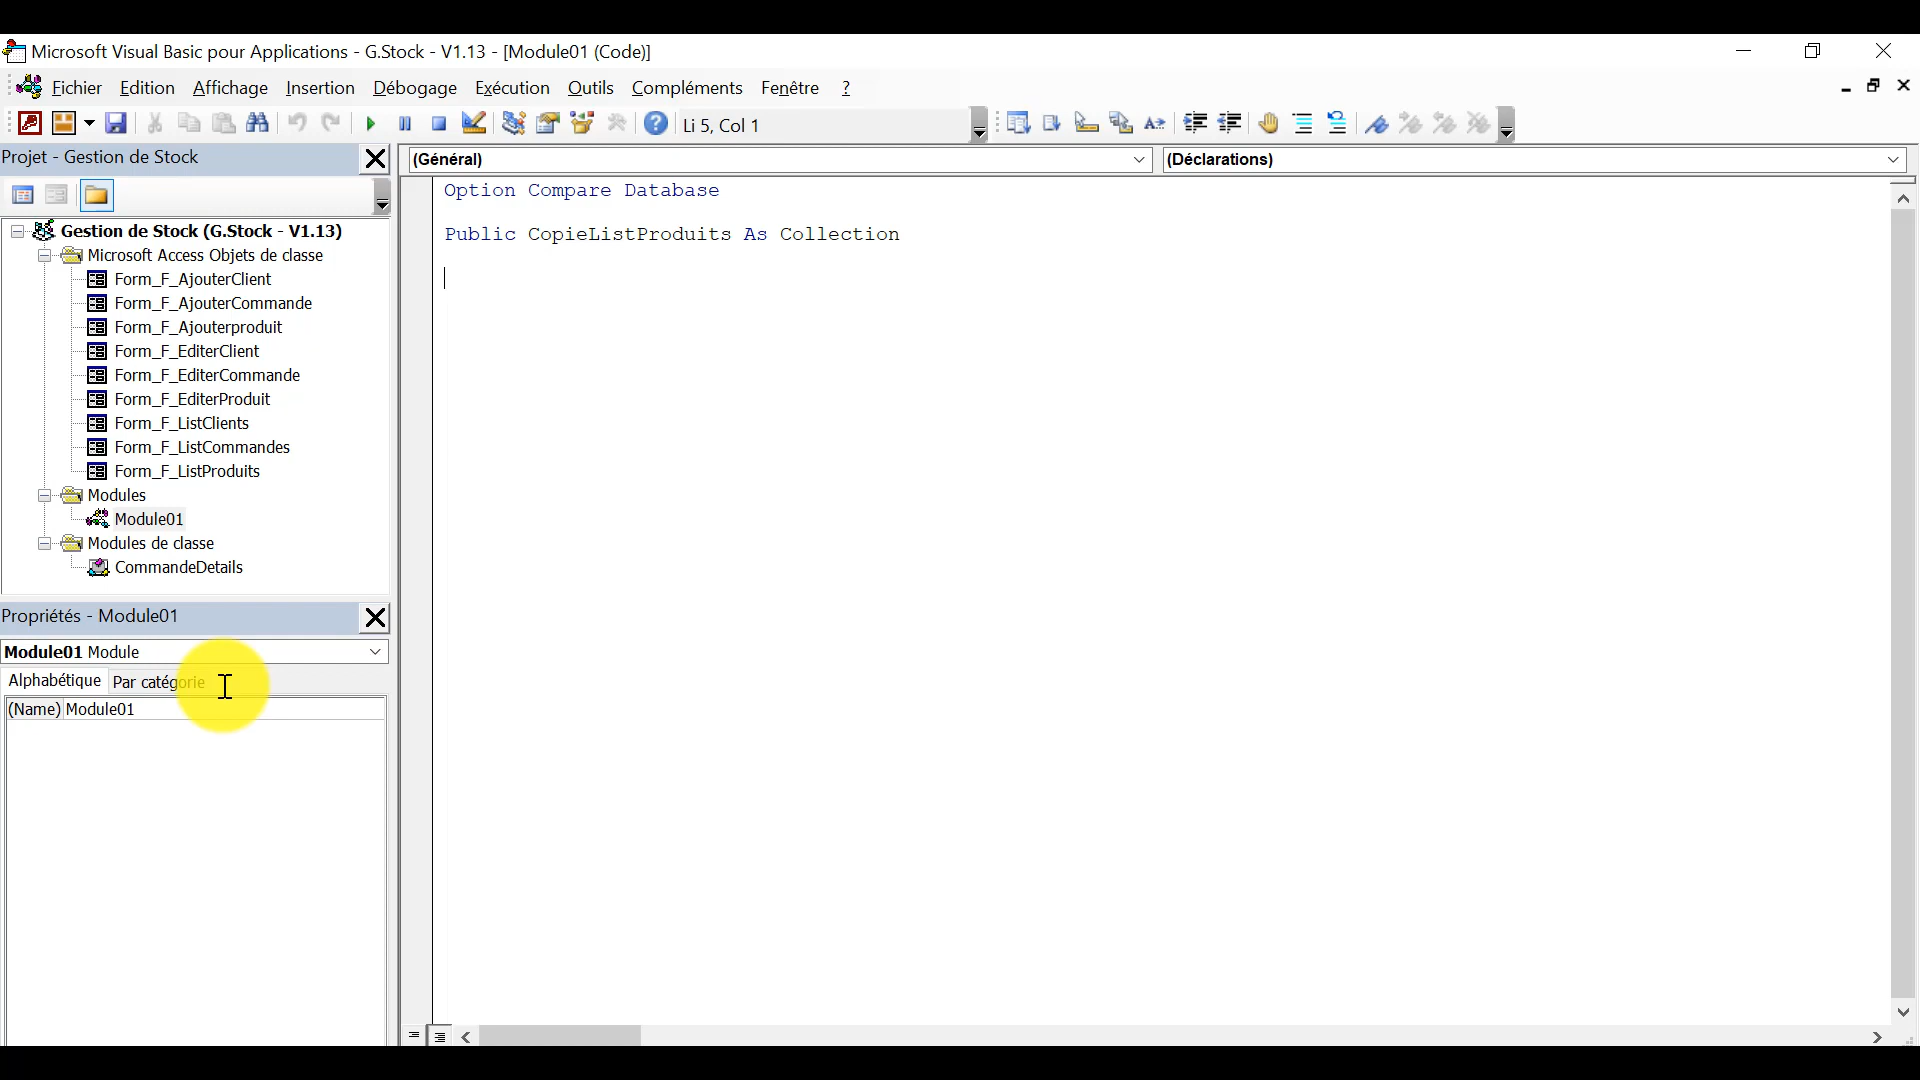 Microsoft Visual Basic pour Applications - G.Stock - V1.13 - [Module01 (Code)]
Fichier Edition Affichage Insertion Débogage Exécution Outils Compléments Fenêtre ?
Li 5, Col 1
Projet - Gestion de Stock
(Général) (Déclarations)
Option Compare Database
Public CopieListProduits As Collection
Gestion de Stock (G.Stock - V1.13)
Microsoft Access Objets de classe
Form_F_AjouterClient
Form_F_AjouterCommande
Form_F_Ajouterproduit
Form_F_EditerClient
Form_F_EditerCommande
Form_F_EditerProduit
Form_F_ListClients
Form_F_ListCommandes
Form_F_ListProduits
Modules
Module01
Modules de classe
CommandeDetails
Propriétés - Module01
Module01 Module
Alphabétique Par catégorie
(Name) Module01